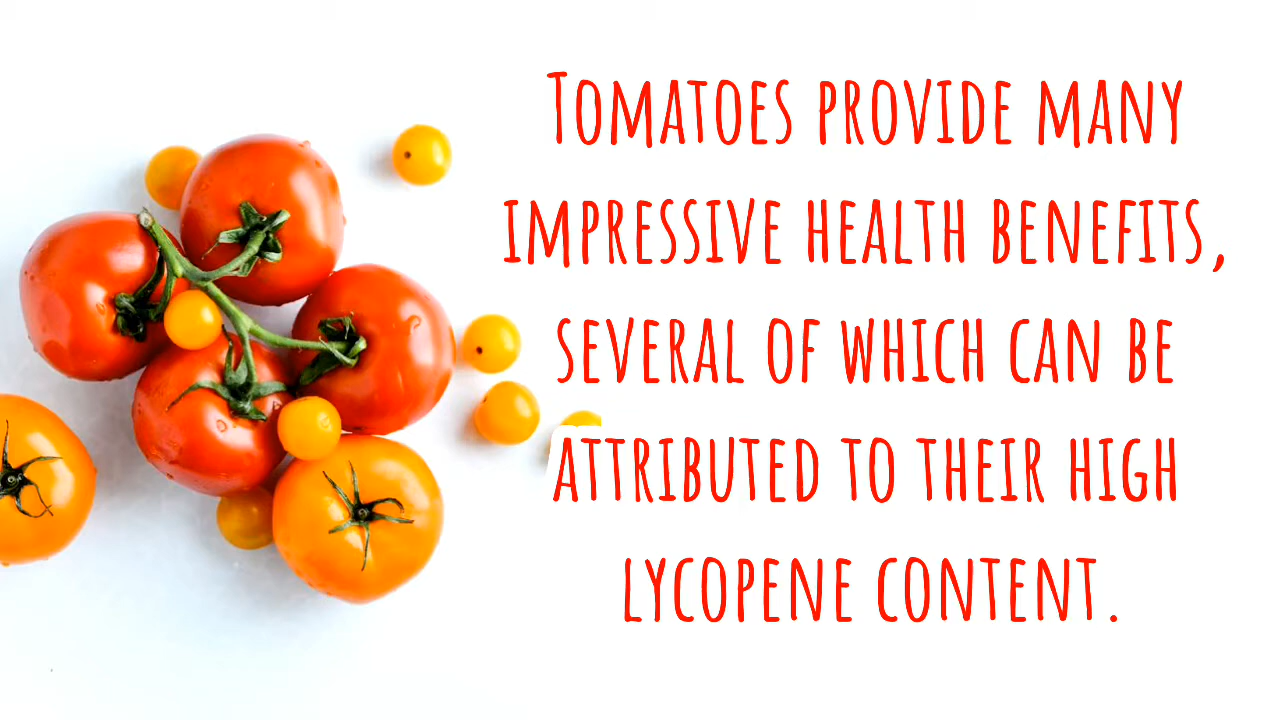 Tomatoes provide many
impressive health benefits,
several of which can be
attributed to their high
lycopene content.